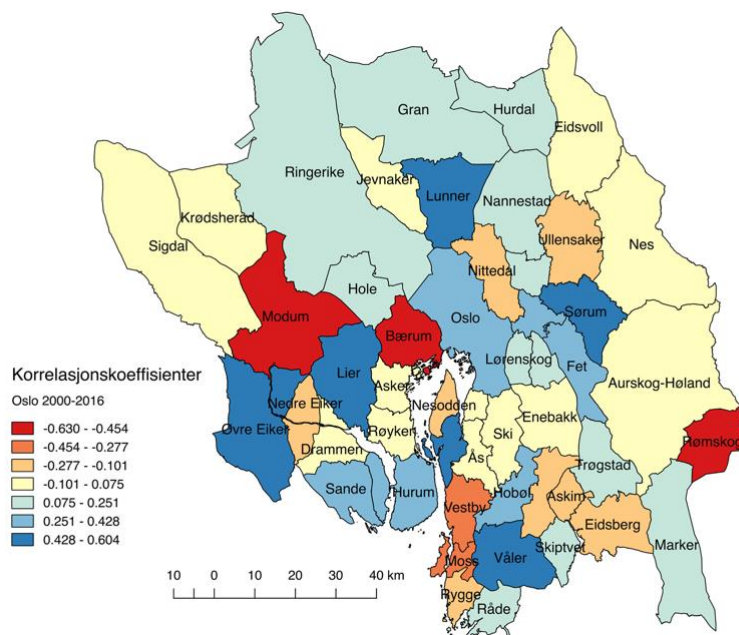 Gran
Hurdal
Eidsvoll
Ringerike
Jevnaker
Lunner
Nannestad
Krødsherad
Sigdal
Ullensaker
Nes
Nittedal
Hole
Modum
Oslo
Sørum
Bærum
Lier
Lørenskog
Fet
Asker
Aurskog-Høland
Nedre Eiker
Nesodden
Øvre Eiker
Røyken
Ski
Enebakk
Rømskog
Drammen
Ås
Trøgstad
Sande
Hurum
Vestby
Hobøl
Askim
Eidsberg
Moss
Våler
Skiptvet
Marker
Rygge
Råde
Korrelasjonskoeffisienter
Oslo 2000-2016
-0.630 - -0.454
-0.454 - -0.277
-0.277 - -0.101
-0.101 - 0.075
0.075 - 0.251
0.251 - 0.428
0.428 - 0.604
10 0 10 20 30 40 km